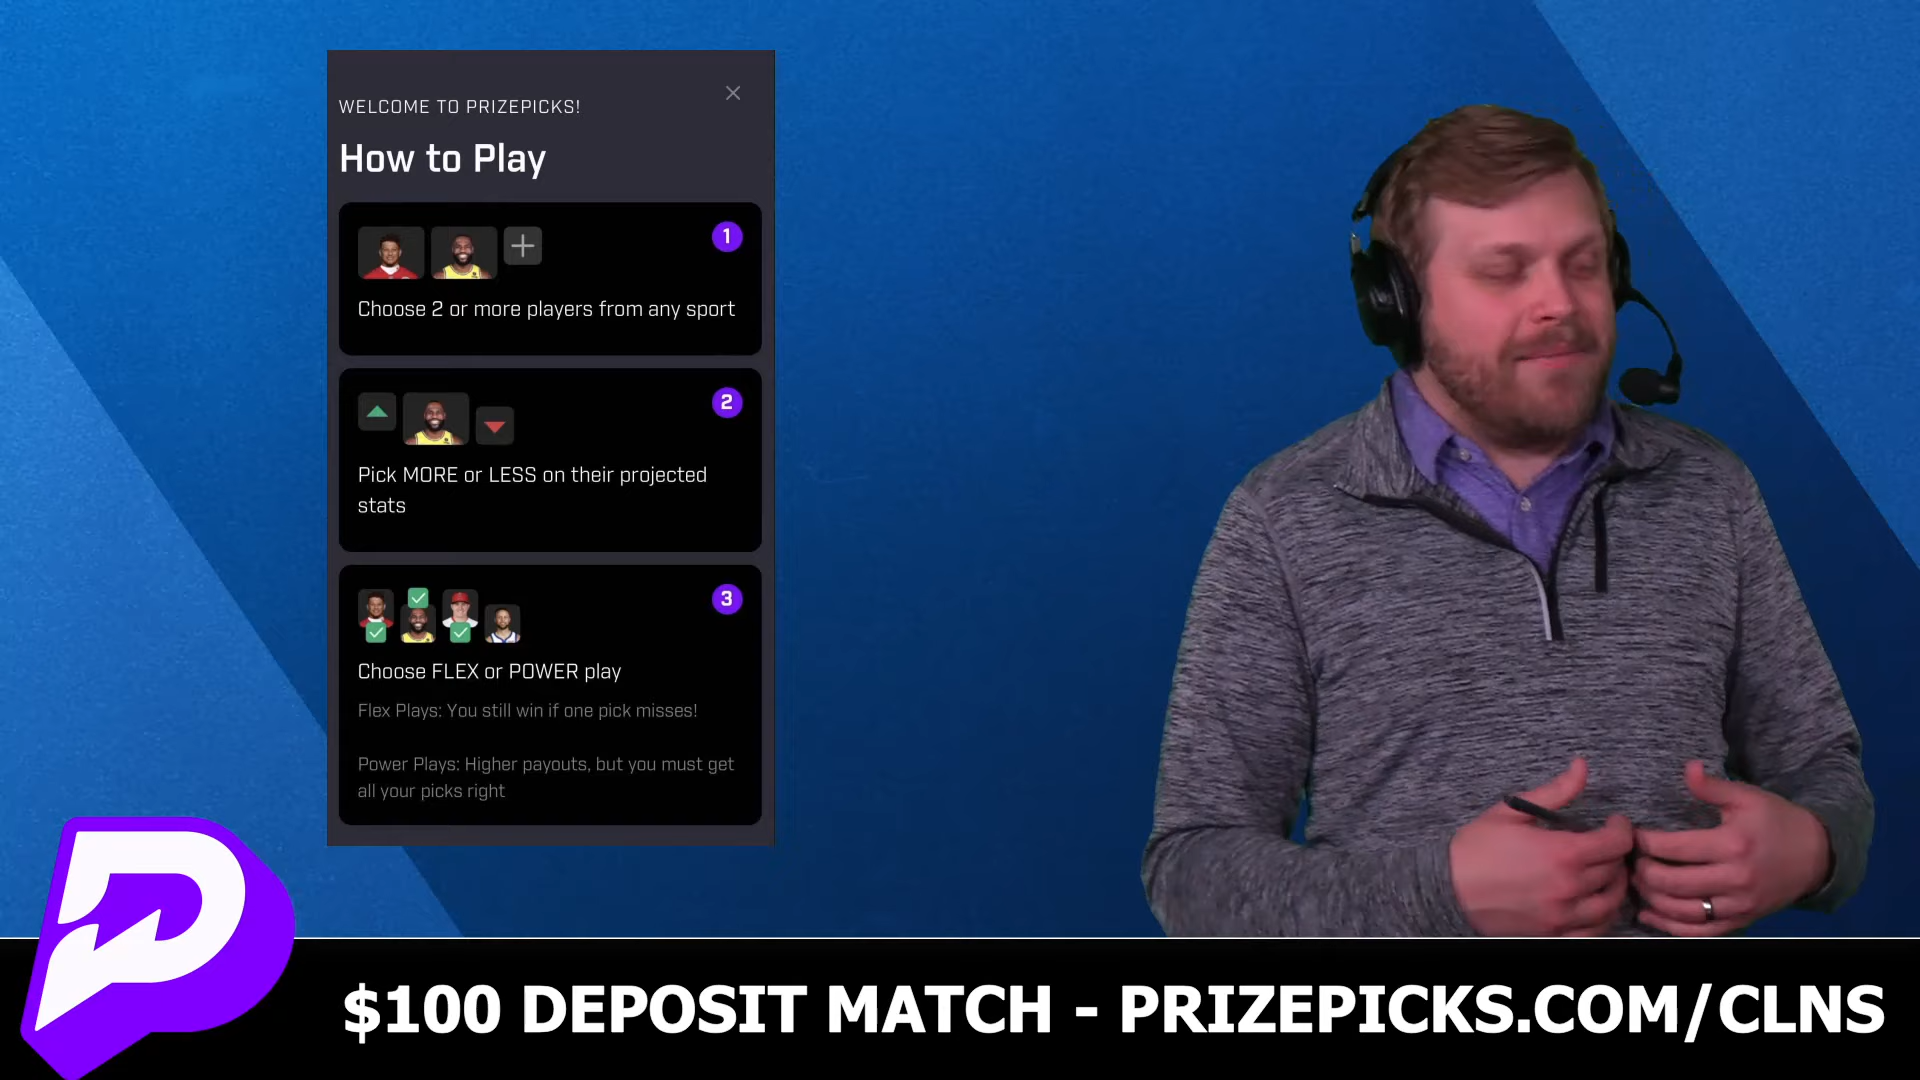 WELCOME TO PRIZEPICKS!
How to Play
1
Choose 2 or more players from any sport
2
Pick MORE or LESS on their projected
stats
3
Choose FLEX or POWER play
Flex Plays: You still win if one pick misses!
Power Plays: Higher payouts, but you must get
all your picks right
$100 DEPOSIT MATCH - PRIZEPICKS.COM/CLNS